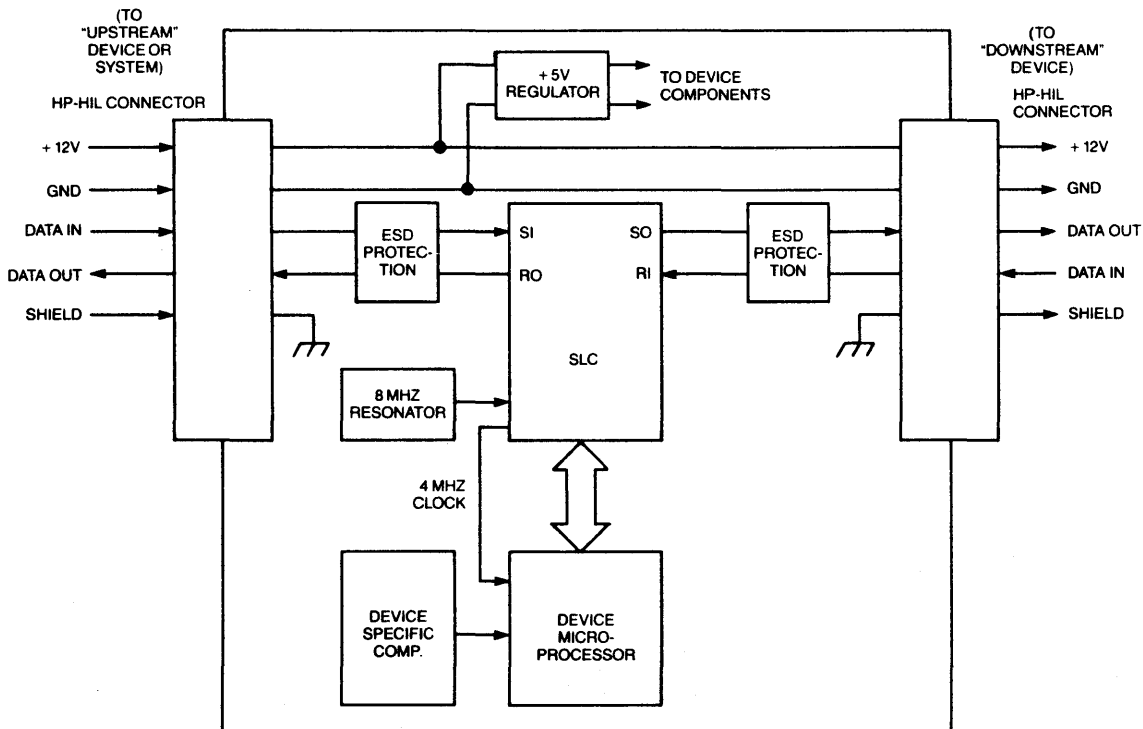 (TO
"UPSTREAM"
DEVICE OR
SYSTEM)
HP-HIL CONNECTOR
+ 12V
GND
DATA IN
DATA OUT
SHIELD
+ 5V
REGULATOR
TO DEVICE
COMPONENTS
(TO
"DOWNSTREAM"
DEVICE)
HP-HIL
CONNECTOR
+ 12V
GND
DATA OUT
DATA IN
SHIELD
ESD
PROTEC-
TION
SI
SO
RO
RI
SLC
ESD
PROTEC-
TION
8 MHZ
RESONATOR
4 MHZ
CLOCK
DEVICE
SPECIFIC
COMP.
DEVICE
MICRO-
PROCESSOR